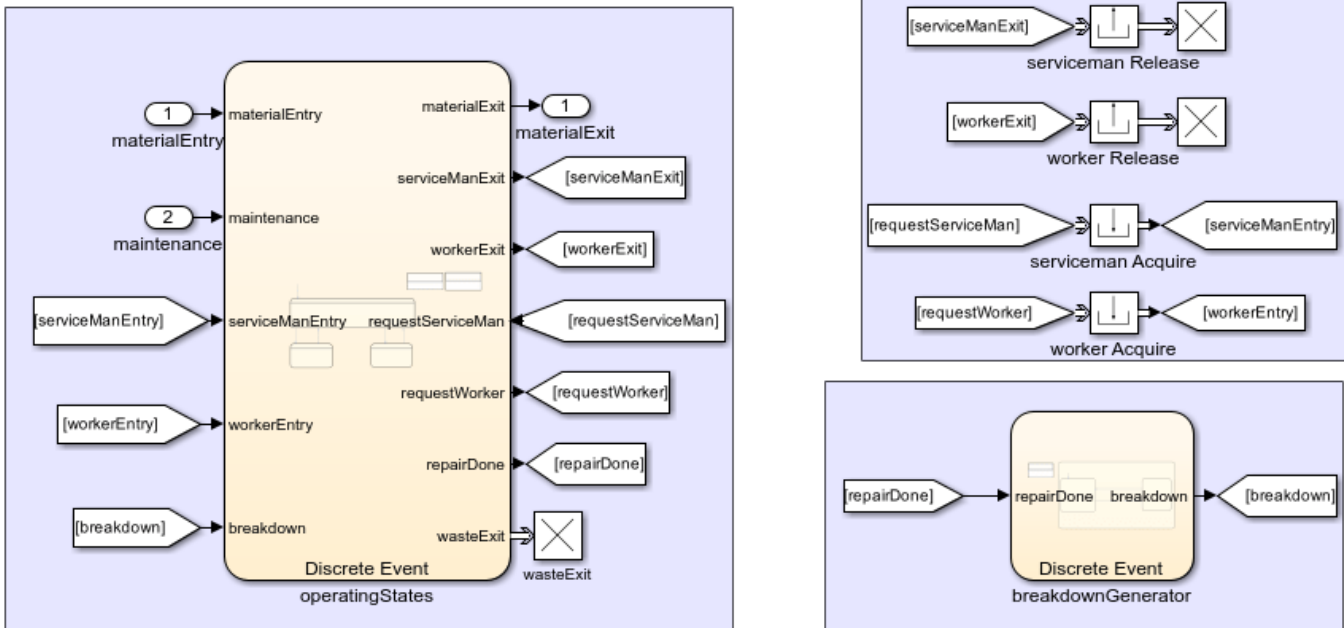 1
materialEntry
2
maintenance
[serviceManEntry]
[workerEntry]
[breakdown]
materialEntry
maintenance
serviceManEntry
workerEntry
breakdown
materialExit
serviceManExit
workerExit
requestServiceMan
requestWorker
repairDone
wasteExit
Discrete Event
operatingStates
1
materialExit
[serviceManExit]
[workerExit]
[requestServiceMan]
[requestWorker]
[repairDone]
wasteExit
[serviceManExit]
serviceman Release
[workerExit]
worker Release
[requestServiceMan]
[serviceManEntry]
serviceman Acquire
[requestWorker]
[workerEntry]
worker Acquire
[repairDone]
repairDone
breakdown
[breakdown]
Discrete Event
breakdownGenerator